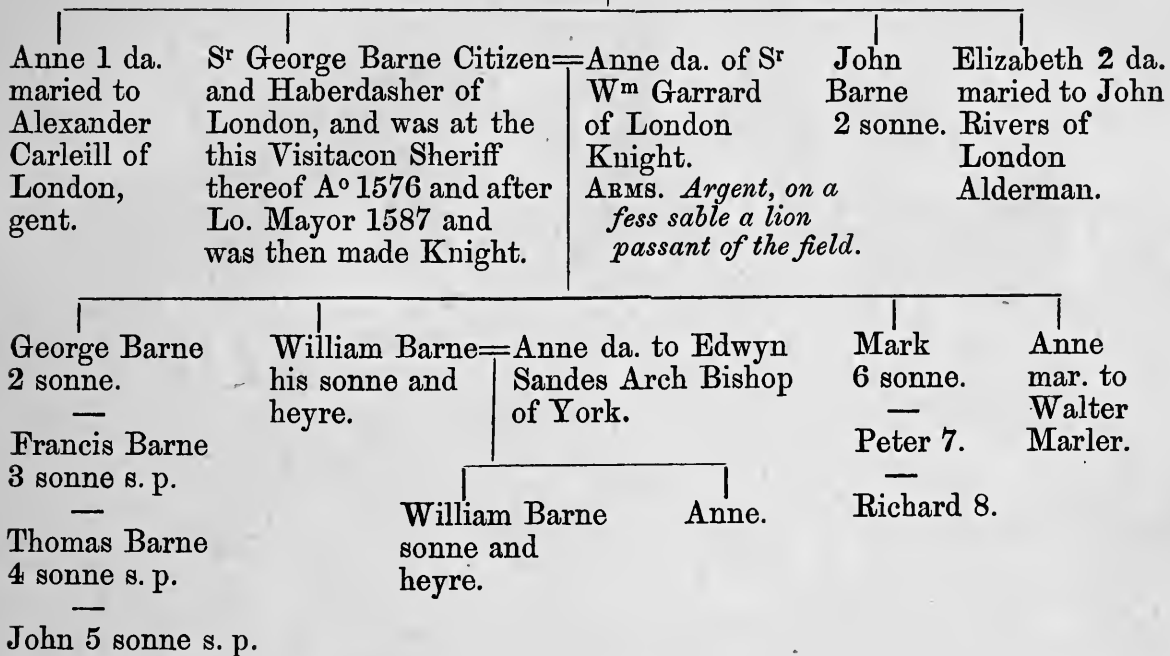 Anne 1 da.
maried to
Alexander
Carleill of
London,
gent.
Sr George Barne Citizen
and Haberdasher of
London, and was at the
this Visitacon Sheriff
thereof Ao 1576 and after
Lo. Mayor 1587 and
was then made Knight.
=Anne da. of Sr
Wm Garrard
of London
Knight.
ARMS. Argent, on a
fess sable a lion
passant of the field.
John
Barne
2 sonne.
Elizabeth 2 da.
maried to John
Rivers of
London
Alderman.
George Barne
2 sonne.
—
Francis Barne
3 sonne s. p.
—
Thomas Barne
4 sonne s. p.
—
John 5 sonne s. p.
William Barne
his sonne and
heyre.
=Anne da. to Edwyn
Sandes Arch Bishop
of York.
William Barne
sonne and
heyre.
Anne.
Mark
6 sonne.
—
Peter 7.
—
Richard 8.
Anne
mar. to
Walter
Marler.